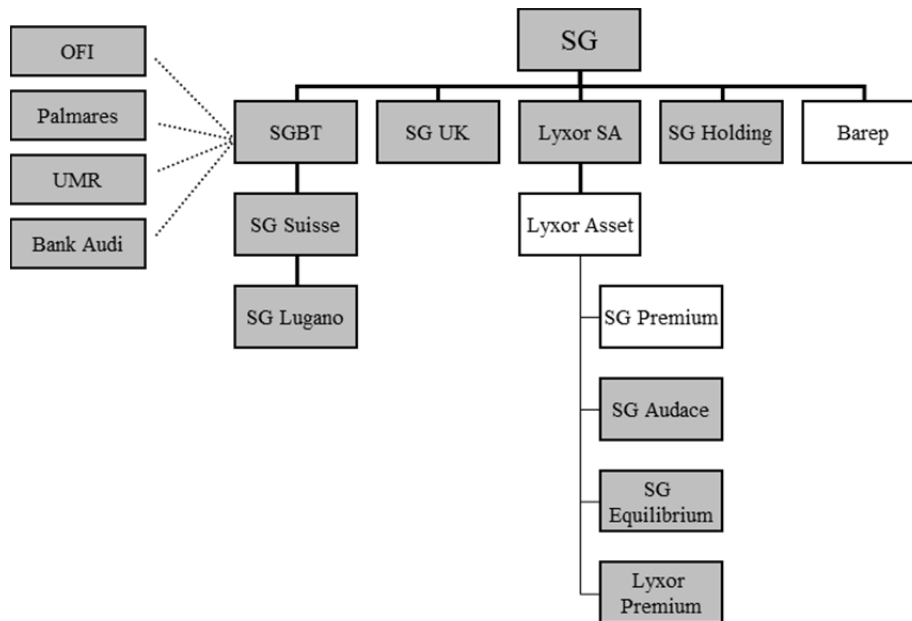 SG
OFI
Palmares
UMR
Bank Audi
SGBT
SG UK
Lyxor SA
SG Holding
Barep
SG Suisse
Lyxor Asset
SG Lugano
SG Premium
SG Audace
SG
Equilibrium
Lyxor
Premium